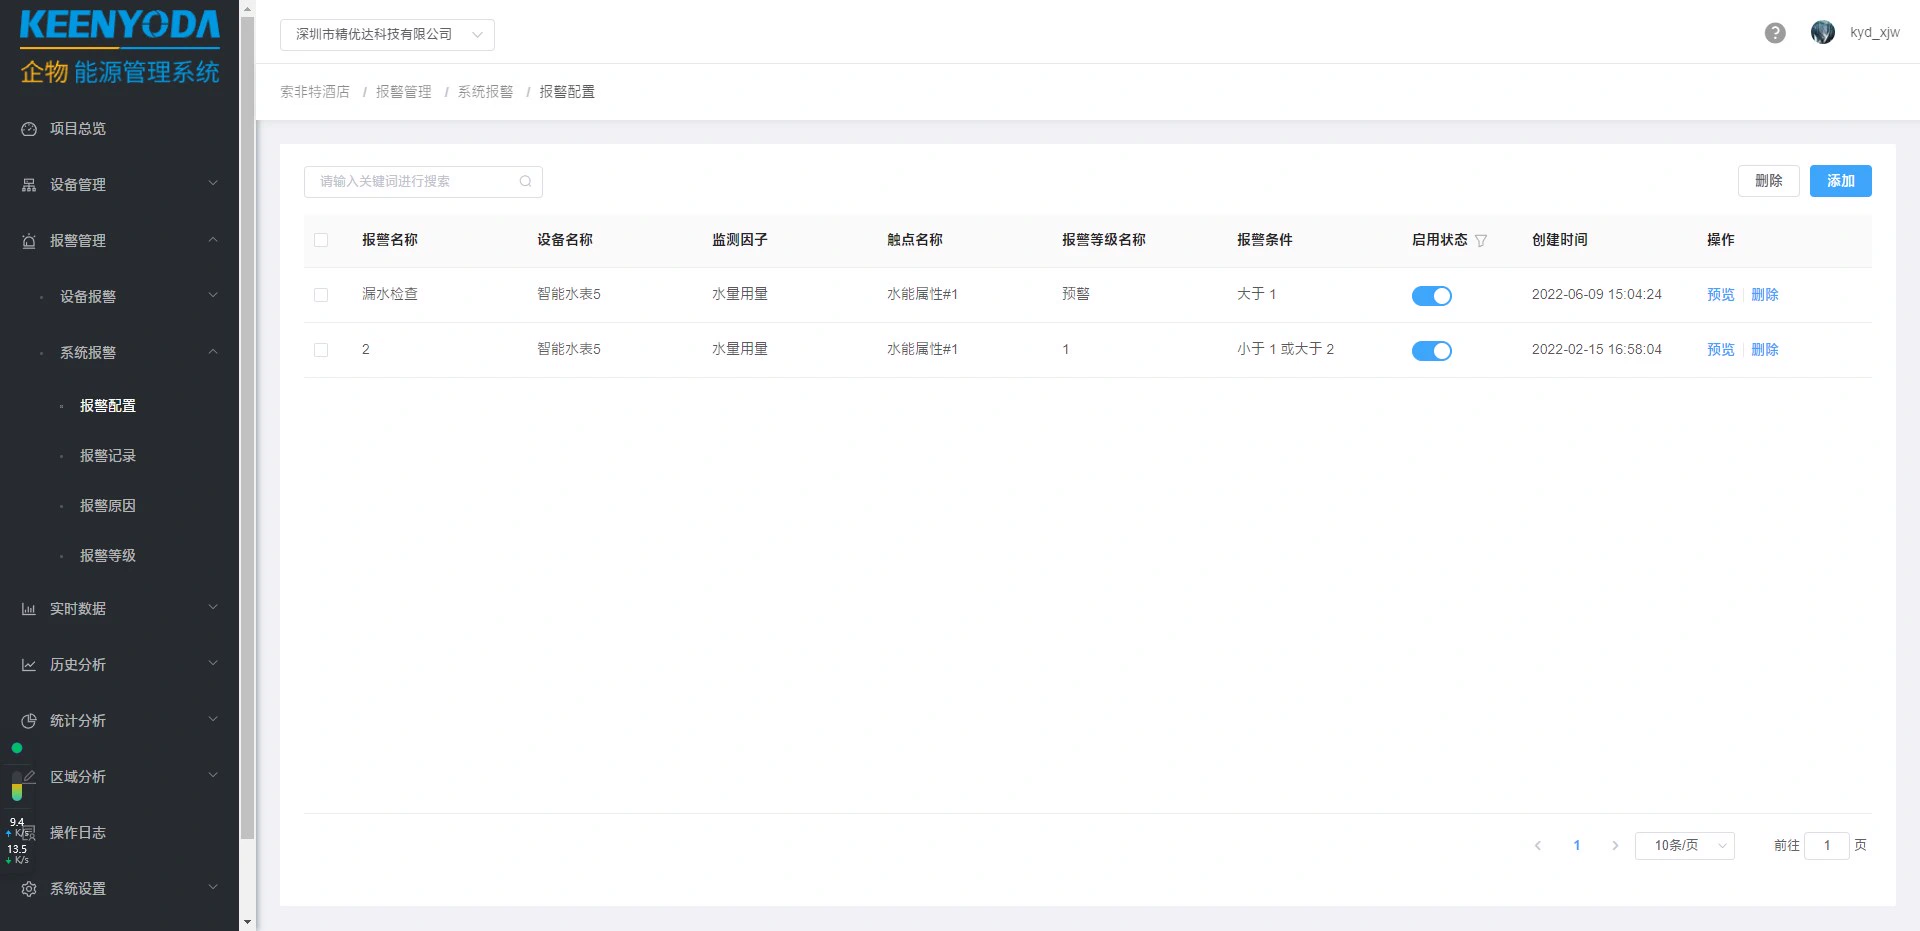 KEENYODA
企物 能源管理系统
项目总览
设备管理
报警管理
设备报警
系统报警
报警配置
报警记录
报警原因
报警等级
实时数据
历史分析
统计分析
区域分析
操作日志
系统设置
9.4
K/s
13.5
K/s
深圳市精优达科技有限公司
? kyd_xjw
索非特酒店 / 报警管理 / 系统报警 / 报警配置
请输入关键词进行搜索
删除 添加
报警名称 设备名称 监测因子 触点名称 报警等级名称 报警条件 启用状态 创建时间 操作
漏水检查 智能水表5 水量用量 水能属性#1 预警 大于 1 2022-06-09 15:04:24 预览 删除
2 智能水表5 水量用量 水能属性#1 1 小于 1 或大于 2 2022-02-15 16:58:04 预览 删除
1 10条/页 前往 1 页